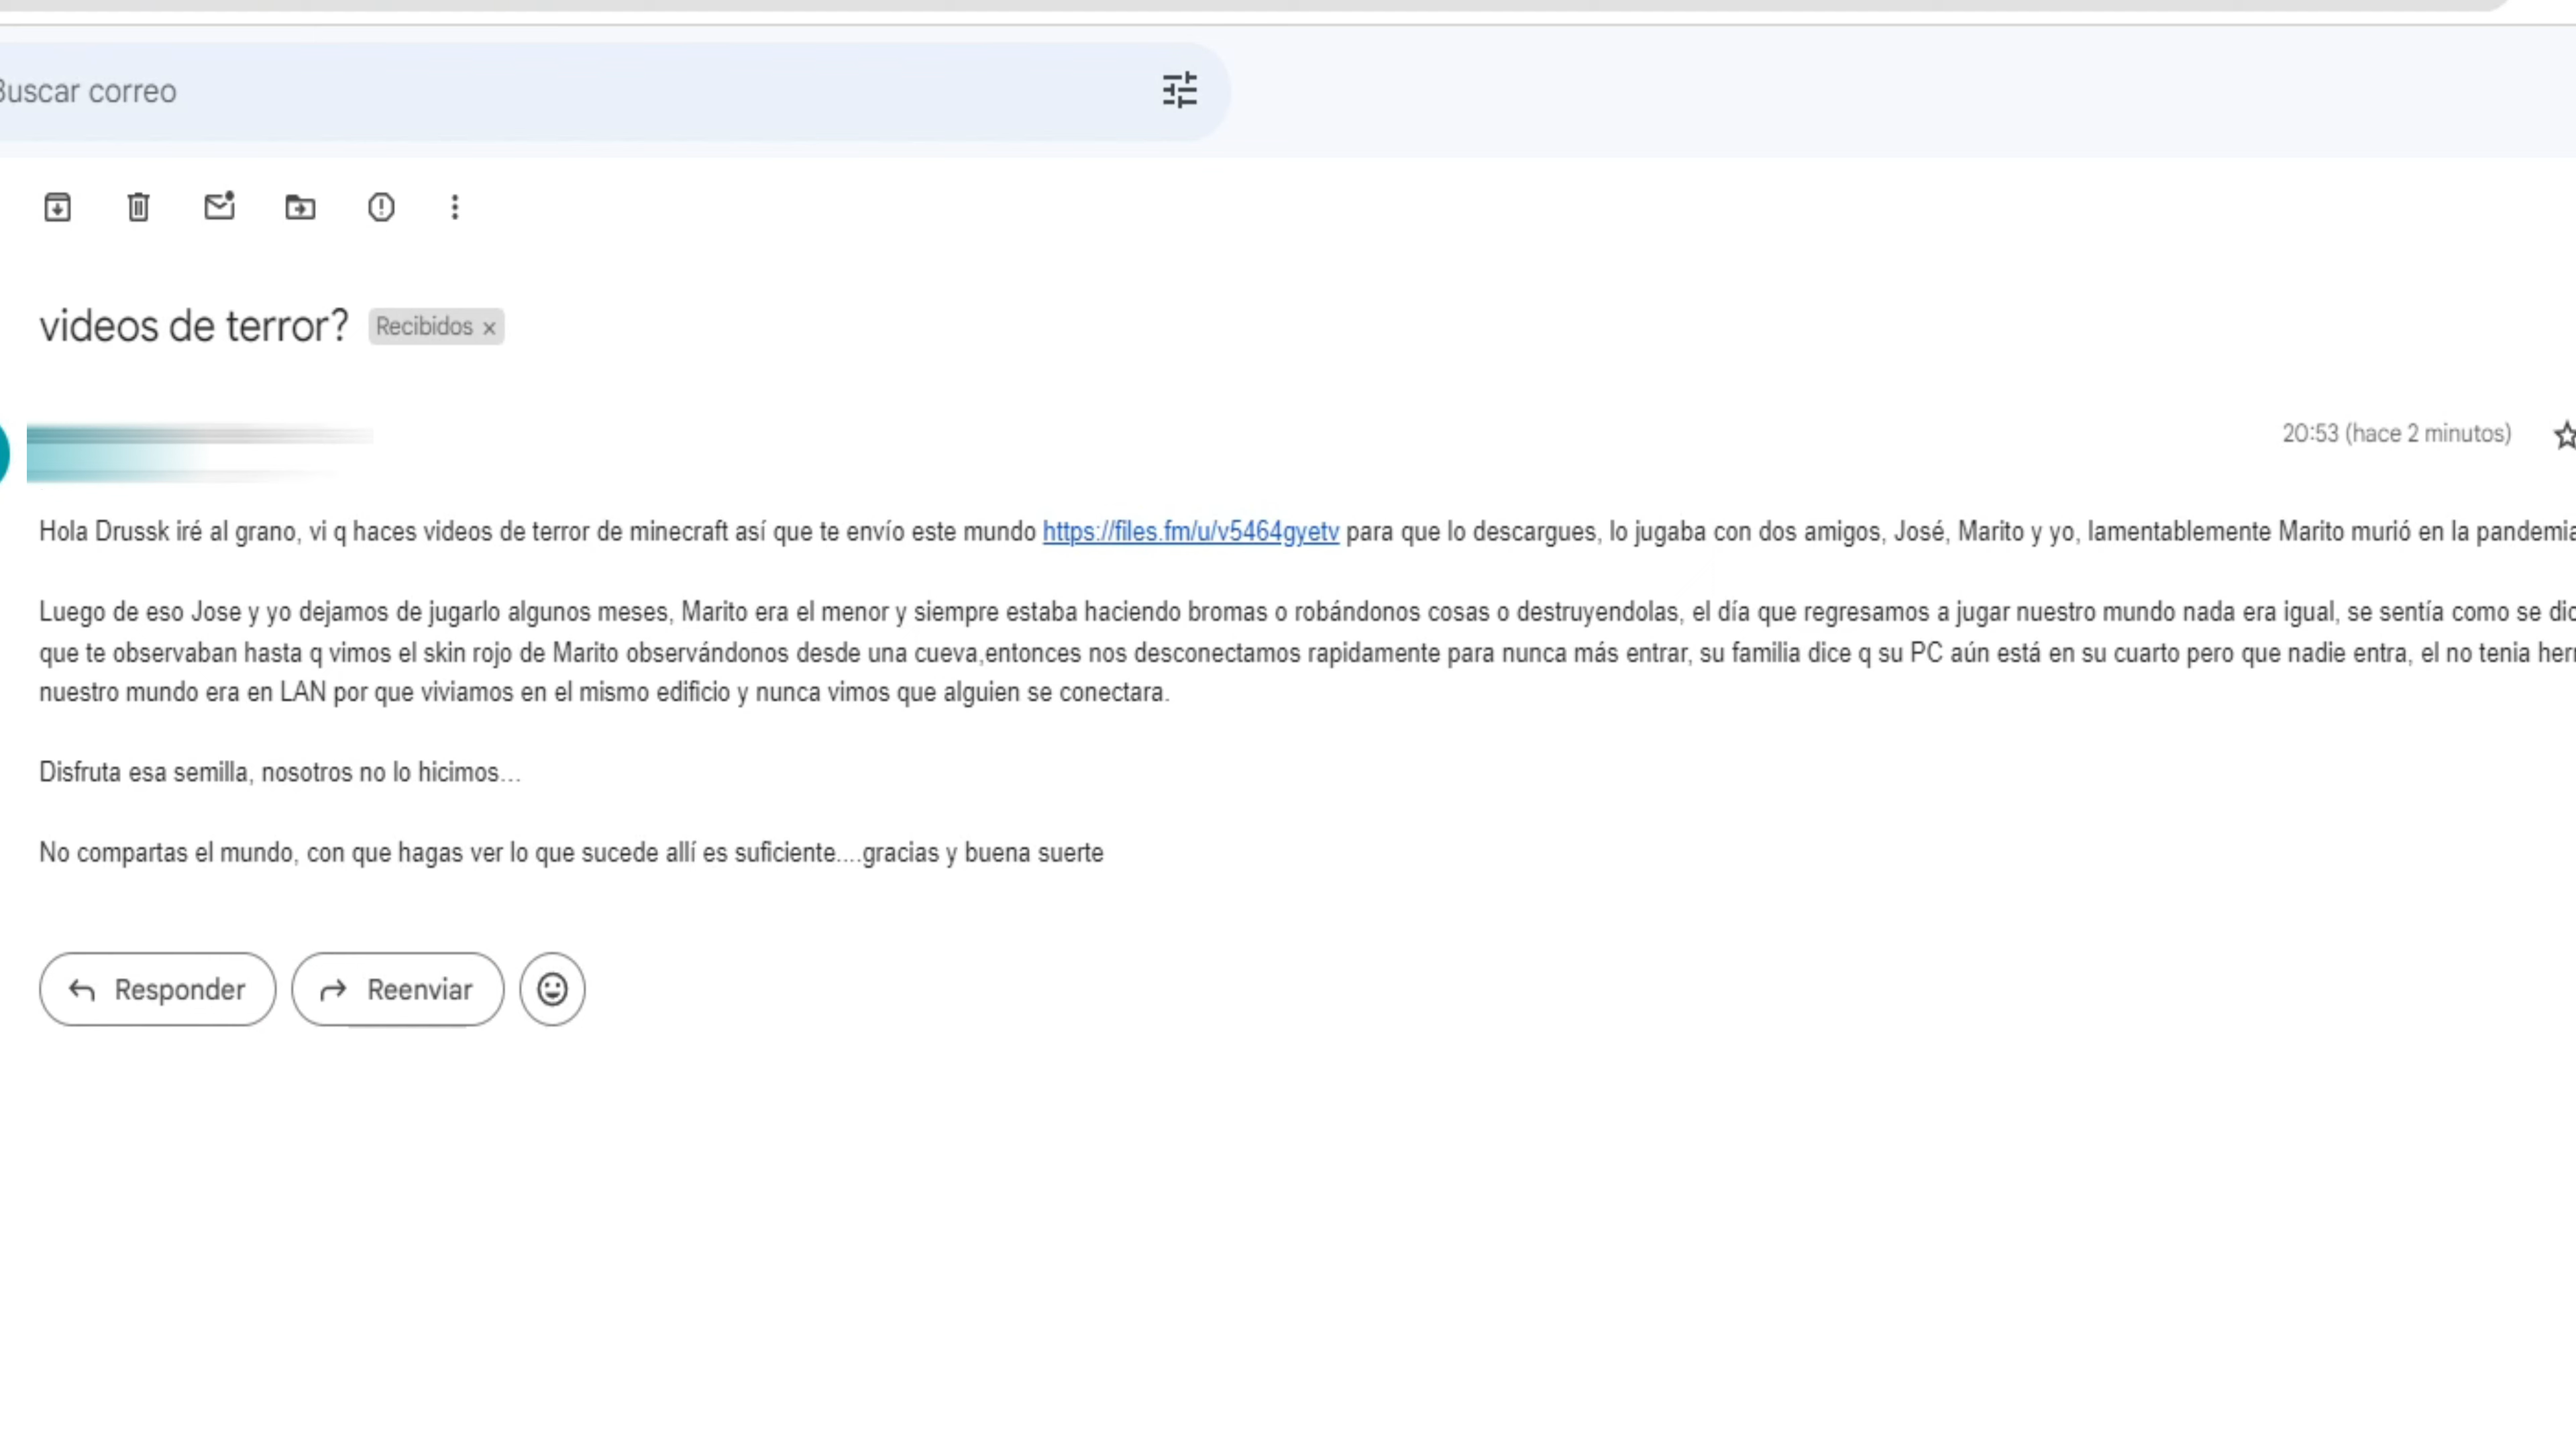 Buscar correo
videos de terror?
Recibidos x
20:53 (hace 2 minutos)
Hola Drussk iré al grano, vi q haces videos de terror de minecraft así que te envío este mundo https://files.fm/u/v5464gyetv para que lo descargues, lo jugaba con dos amigos, José, Marito y yo, lamentablemente Marito murió en la pandemia
Luego de eso Jose y yo dejamos de jugarlo algunos meses, Marito era el menor y siempre estaba haciendo bromas o robándonos cosas o destruyendolas, el día que regresamos a jugar nuestro mundo nada era igual, se sentía como se
que te observaban hasta q vimos el skin rojo de Marito observándonos desde una cueva,entonces nos desconectamos rapidamente para nunca más entrar, su familia dice q su PC aún está en su cuarto pero que nadie entra, el no tenia
nuestro mundo era en LAN por que viviamos en el mismo edificio y nunca vimos que alguien se conectara.
Disfruta esa semilla, nosotros no lo hicimos...
No compartas el mundo, con que hagas ver lo que sucede allí es suficiente....gracias y buena suerte
Responder
Reenviar